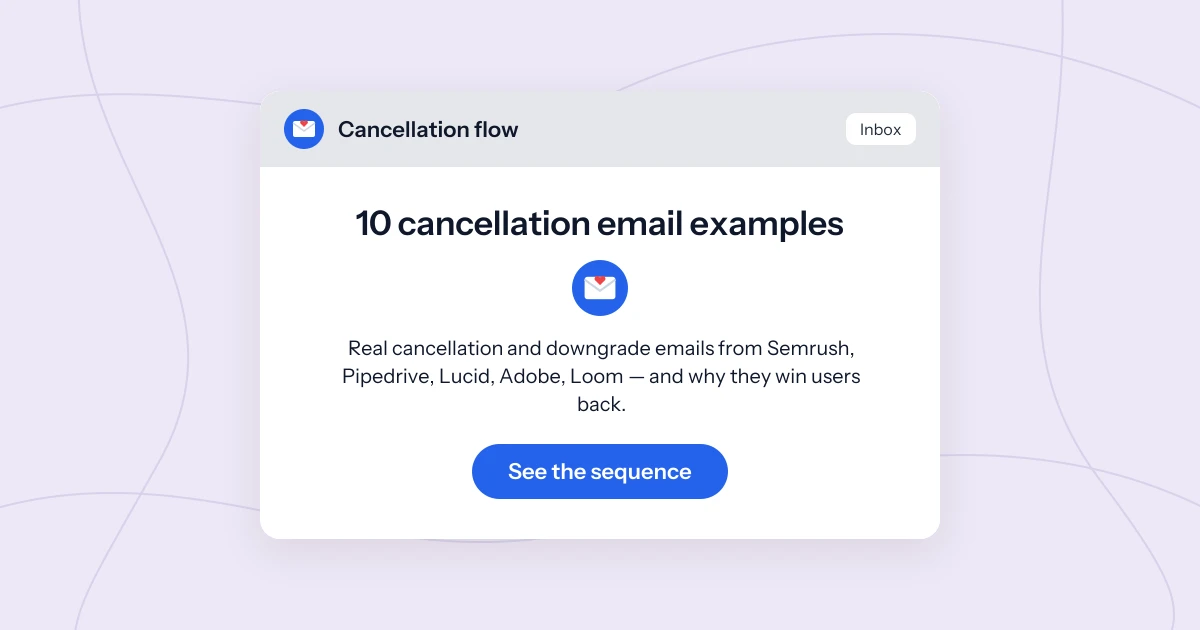 Cancellation flow
Inbox
10 cancellation email examples
Real cancellation and downgrade emails from Semrush,
Pipedrive, Lucid, Adobe, Loom — and why they win users
back.
See the sequence